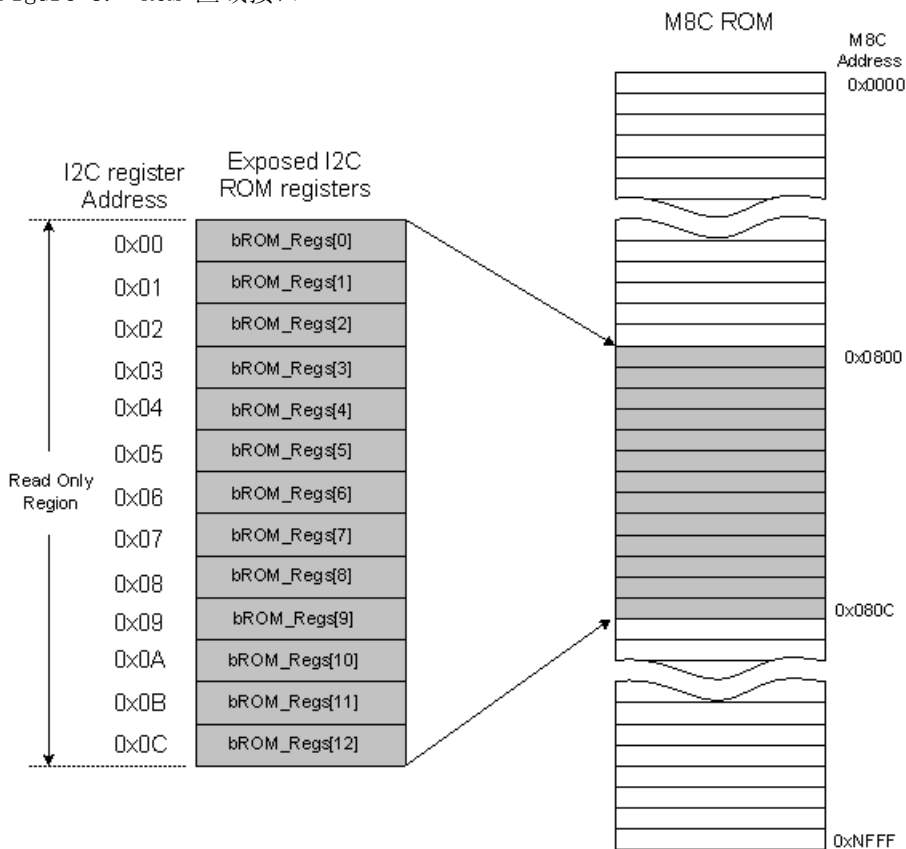 M8C ROM
M8C
Address
0x0000
I2C register
Address
Exposed I2C
ROM registers
0x00 bROM_Regs[0]
0x01 bROM_Regs[1]
0x02 bROM_Regs[2]
0x03 bROM_Regs[3]
0x04 bROM_Regs[4]
0x05 bROM_Regs[5]
0x06 bROM_Regs[6]
0x07 bROM_Regs[7]
0x08 bROM_Regs[8]
0x09 bROM_Regs[9]
0x0A bROM_Regs[10]
0x0B bROM_Regs[11]
0x0C bROM_Regs[12]
Read Only
Region
0x0800
0x080C
0xNFFF